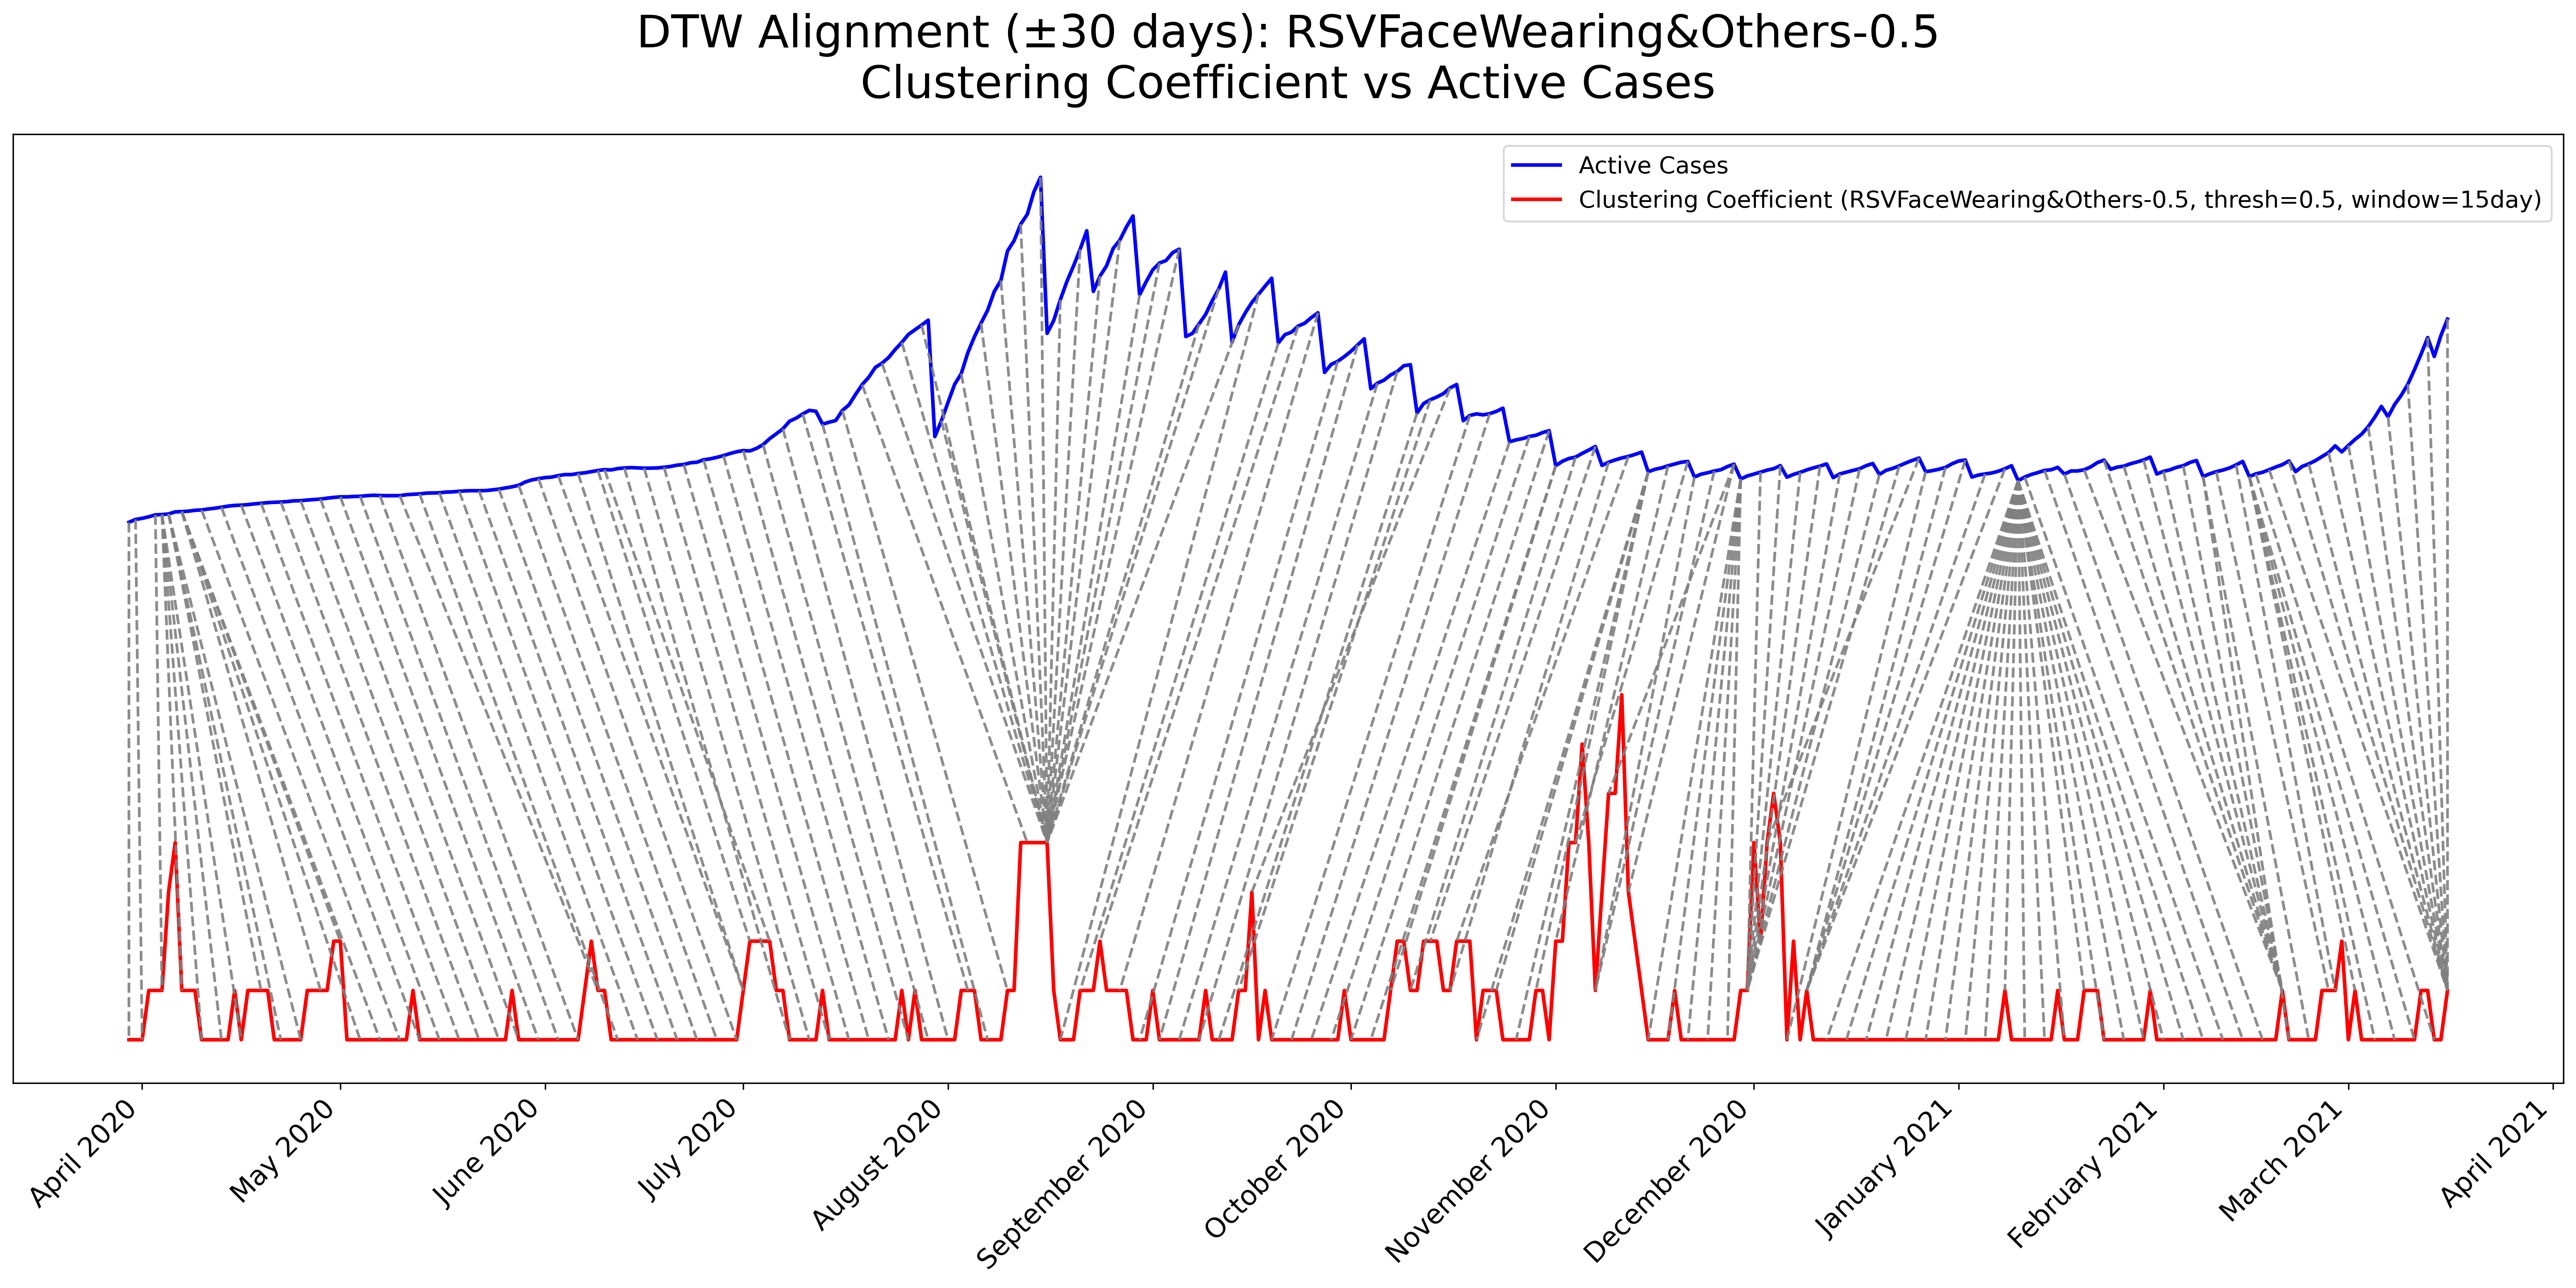 DTW Alignment (±30 days): RSVFaceWearing&Others-0.5
Clustering Coefficient vs Active Cases
Active Cases
Clustering Coefficient (RSVFaceWearing&Others-0.5, thresh=0.5, window=15day)
April 2020
May 2020
June 2020
July 2020
August 2020
September 2020
October 2020
November 2020
December 2020
January 2021
February 2021
March 2021
April 2021